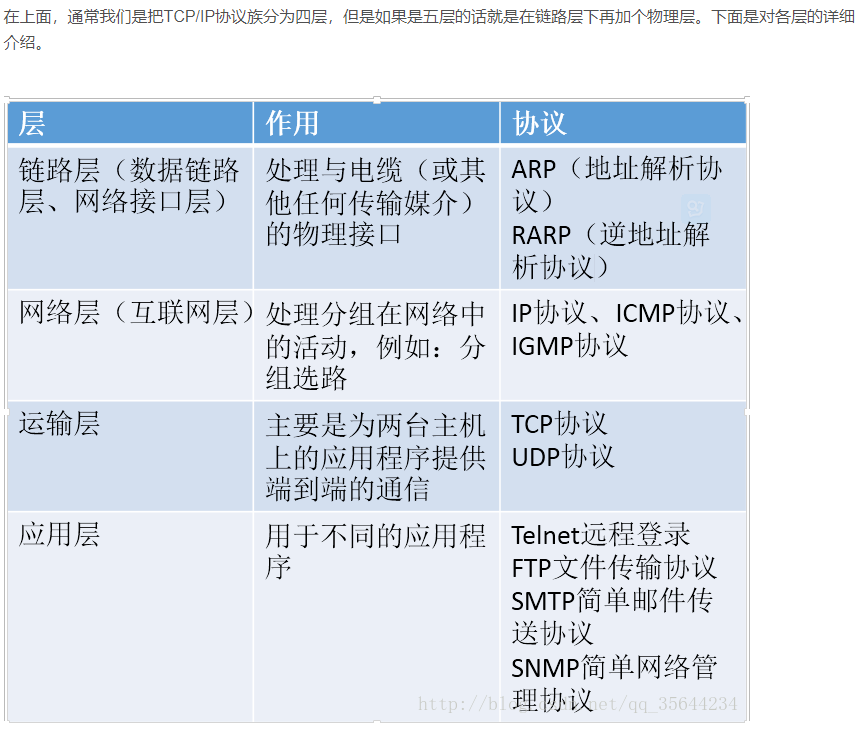 在上面，通常我们是把TCP/IP协议族分为四层，但是如果是五层的话就是在链路层下再加个物理层。下面是对各层的详细
介绍。
层
作用
协议
链路层（数据链路
层、网络接口层）
处理与电缆（或其
他任何传输媒介）
的物理接口
ARP（地址解析协
议）
RARP（逆地址解
析协议）
网络层（互联网层）
处理分组在网络中
的活动，例如：分
组选路
IP协议、ICMP协议、
IGMP协议
运输层
主要是为两台主机
上的应用程序提供
端到端的通信
TCP协议
UDP协议
应用层
用于不同的应用程
序
Telnet远程登录
FTP文件传输协议
SMTP简单邮件传
送协议
SNMP简单网络管
理协议
http://blog.csdn.net/qq_35644234